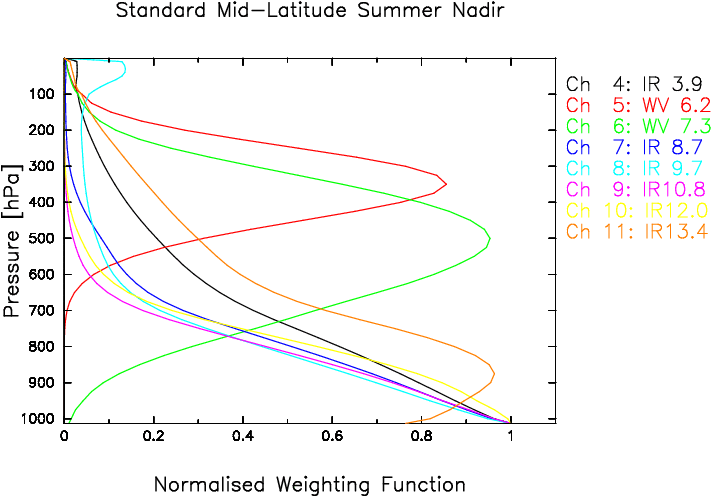 Standard Mid-Latitude Summer Nadir
Ch 4: IR 3.9
Ch 5: WV 6.2
Ch 6: WV 7.3
Ch 7: IR 8.7
Ch 8: IR 9.7
Ch 9: IR10.8
Ch 10: IR12.0
Ch 11: IR13.4
Pressure [hPa]
100
200
300
400
500
600
700
800
900
1000
0 0.2 0.4 0.6 0.8 1
Normalised Weighting Function